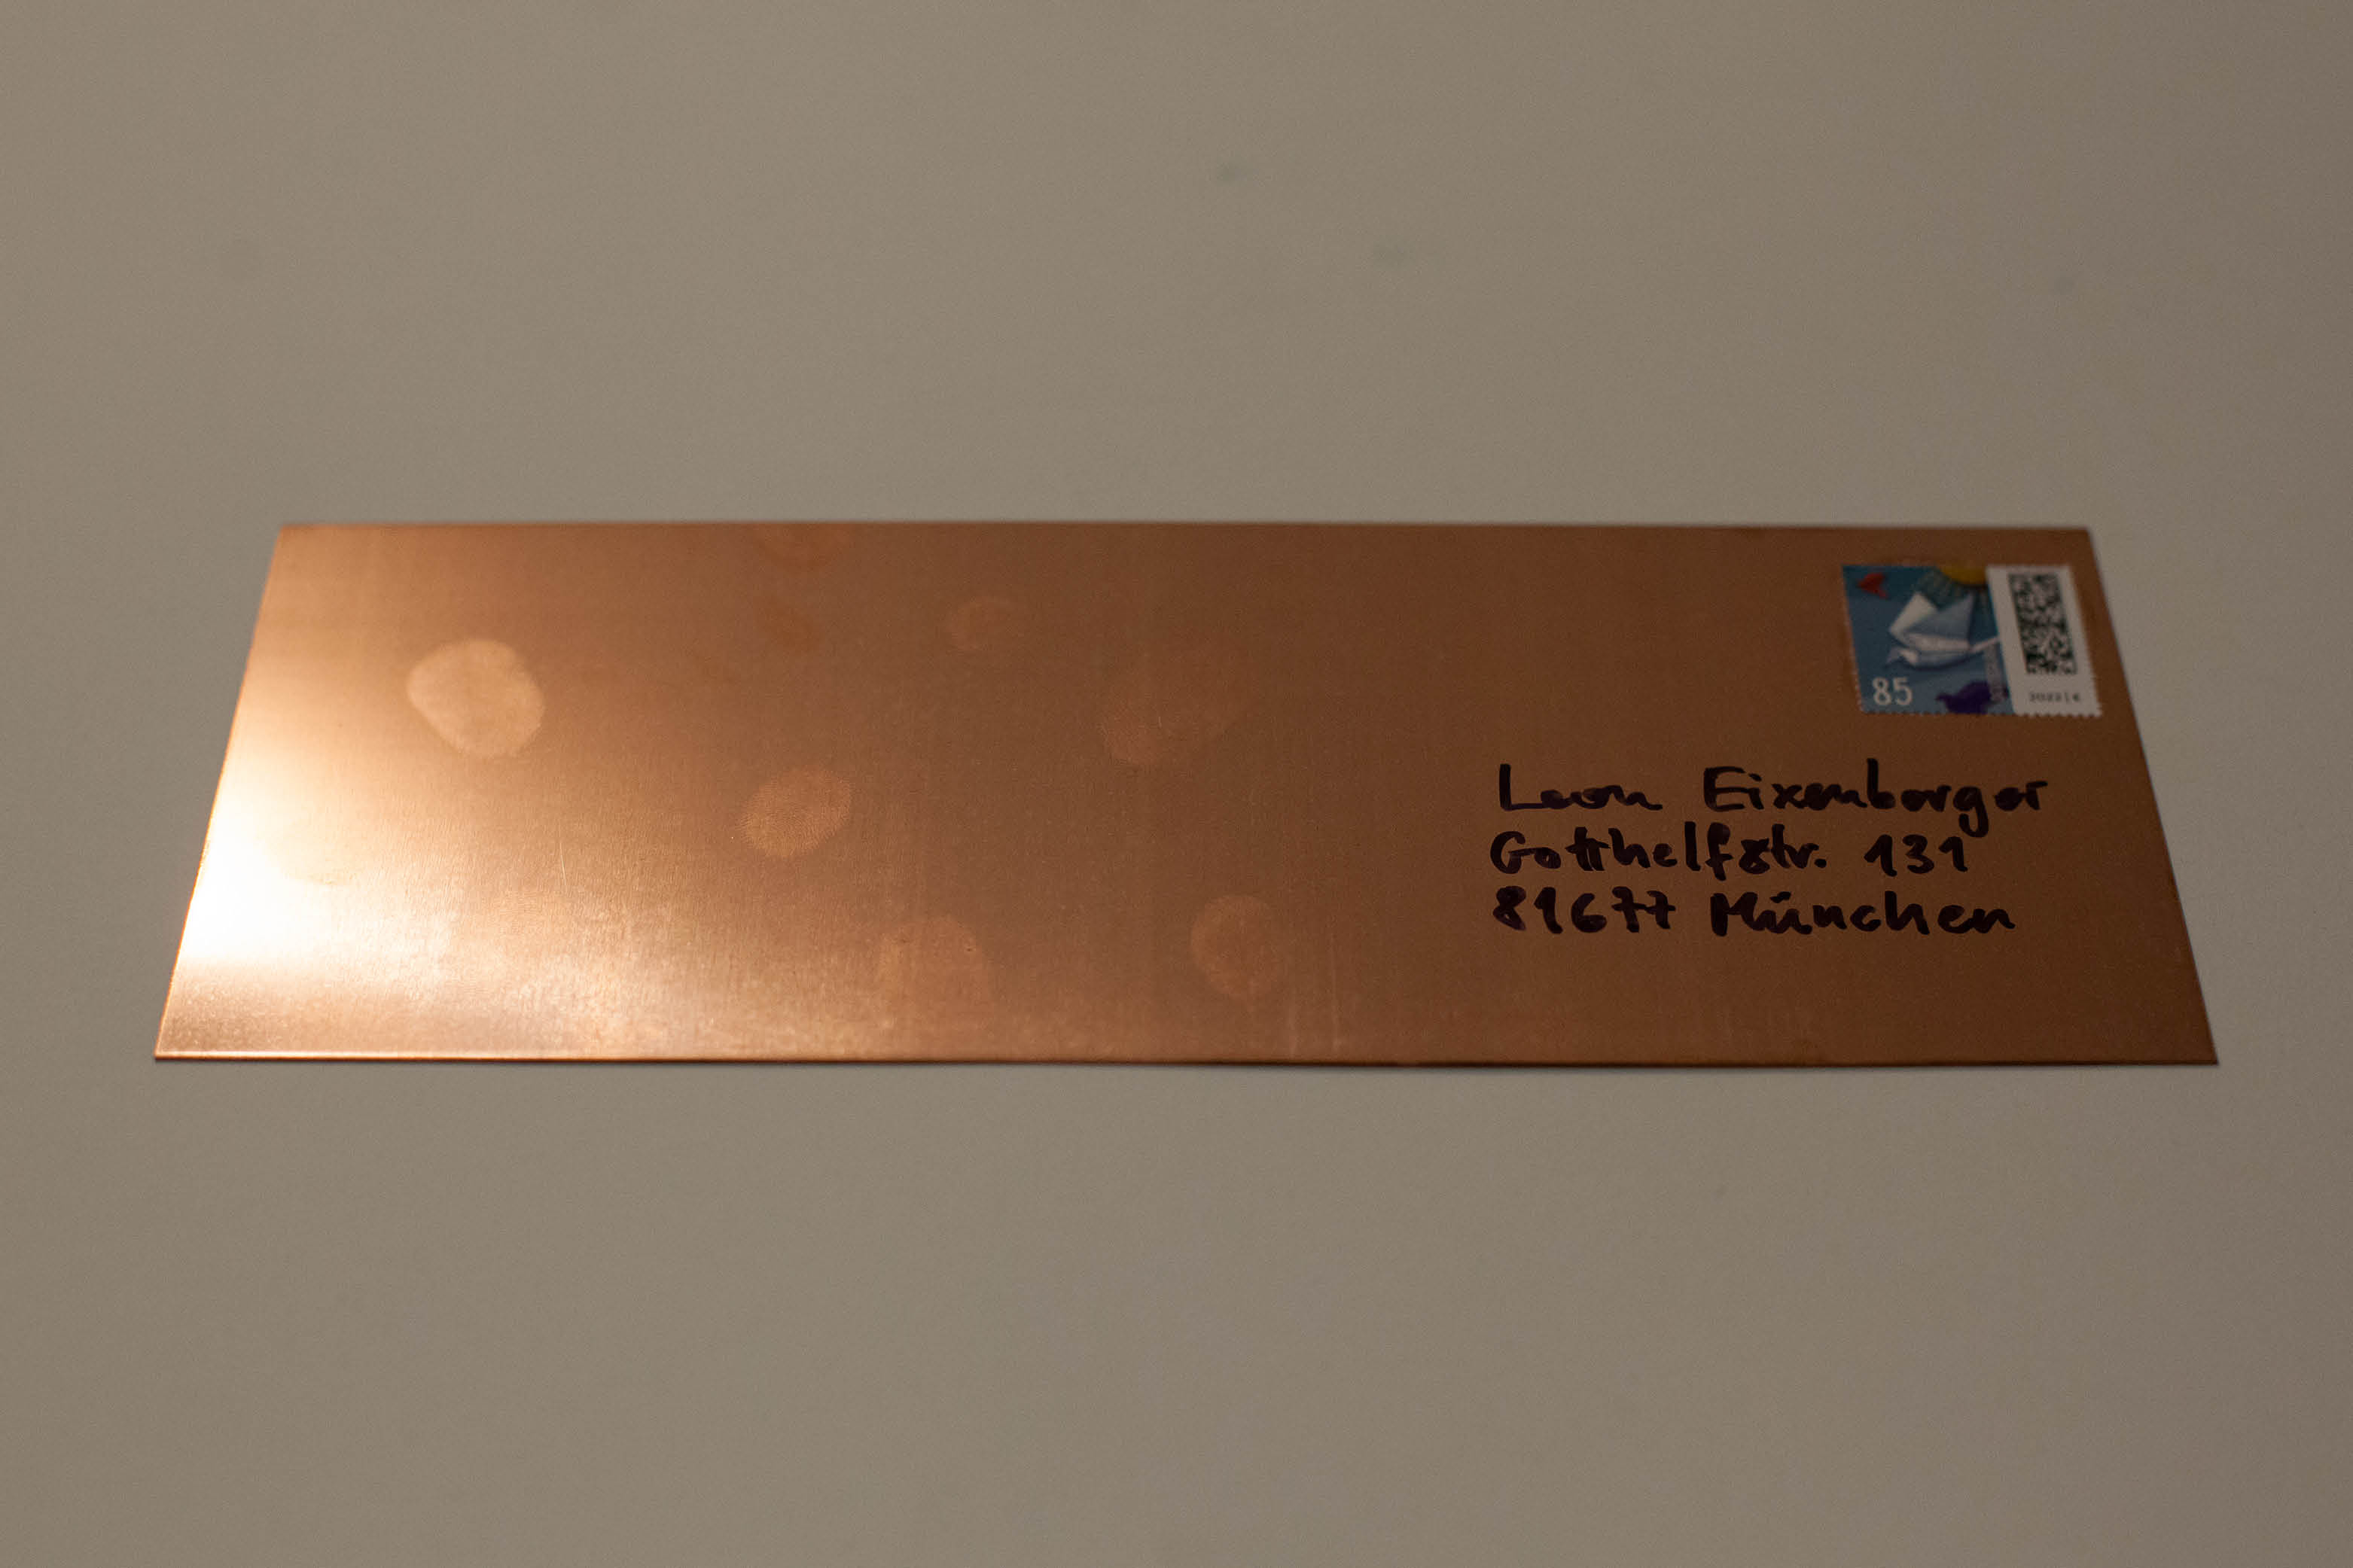 85
Leon Eixenberger
Gotthelfstr. 131
81677 München